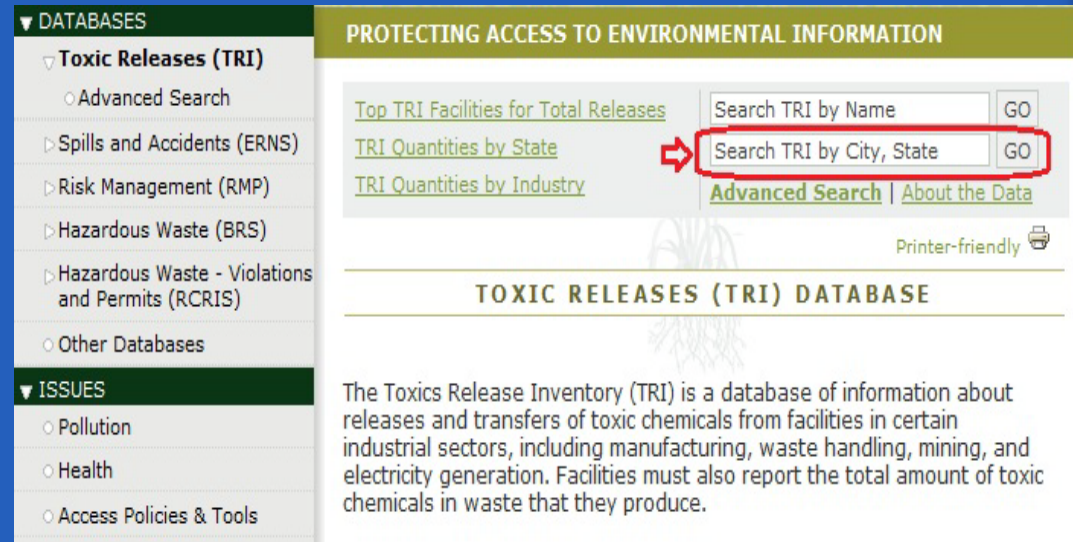 DATABASES
Toxic Releases (TRI)
Advanced Search
Spills and Accidents (ERNS)
Risk Management (RMP)
Hazardous Waste (BRS)
Hazardous Waste - Violations
and Permits (RCRIS)
Other Databases
ISSUES
Pollution
Health
Access Policies & Tools
PROTECTING ACCESS TO ENVIRONMENTAL INFORMATION
Top TRI Facilities for Total Releases
Search TRI by Name GO
TRI Quantities by State
Search TRI by City, State GO
TRI Quantities by Industry
Advanced Search | About the Data
Printer-friendly
TOXIC RELEASES (TRI) DATABASE
The Toxics Release Inventory (TRI) is a database of information about
releases and transfers of toxic chemicals from facilities in certain
industrial sectors, including manufacturing, waste handling, mining, and
electricity generation. Facilities must also report the total amount of toxic
chemicals in waste that they produce.